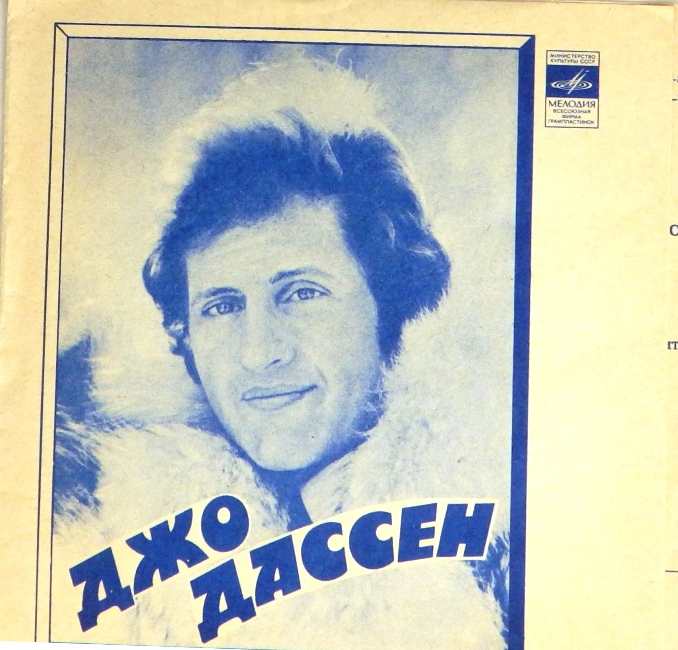 МИНИСТЕРСТВО
КУЛЬТУРЫ СССР
МЕЛОДИЯ
ВСЕСОЮЗНАЯ
ФИРМА
ГРАМПЛАСТИНОК
ДЖО
ДАССЕН